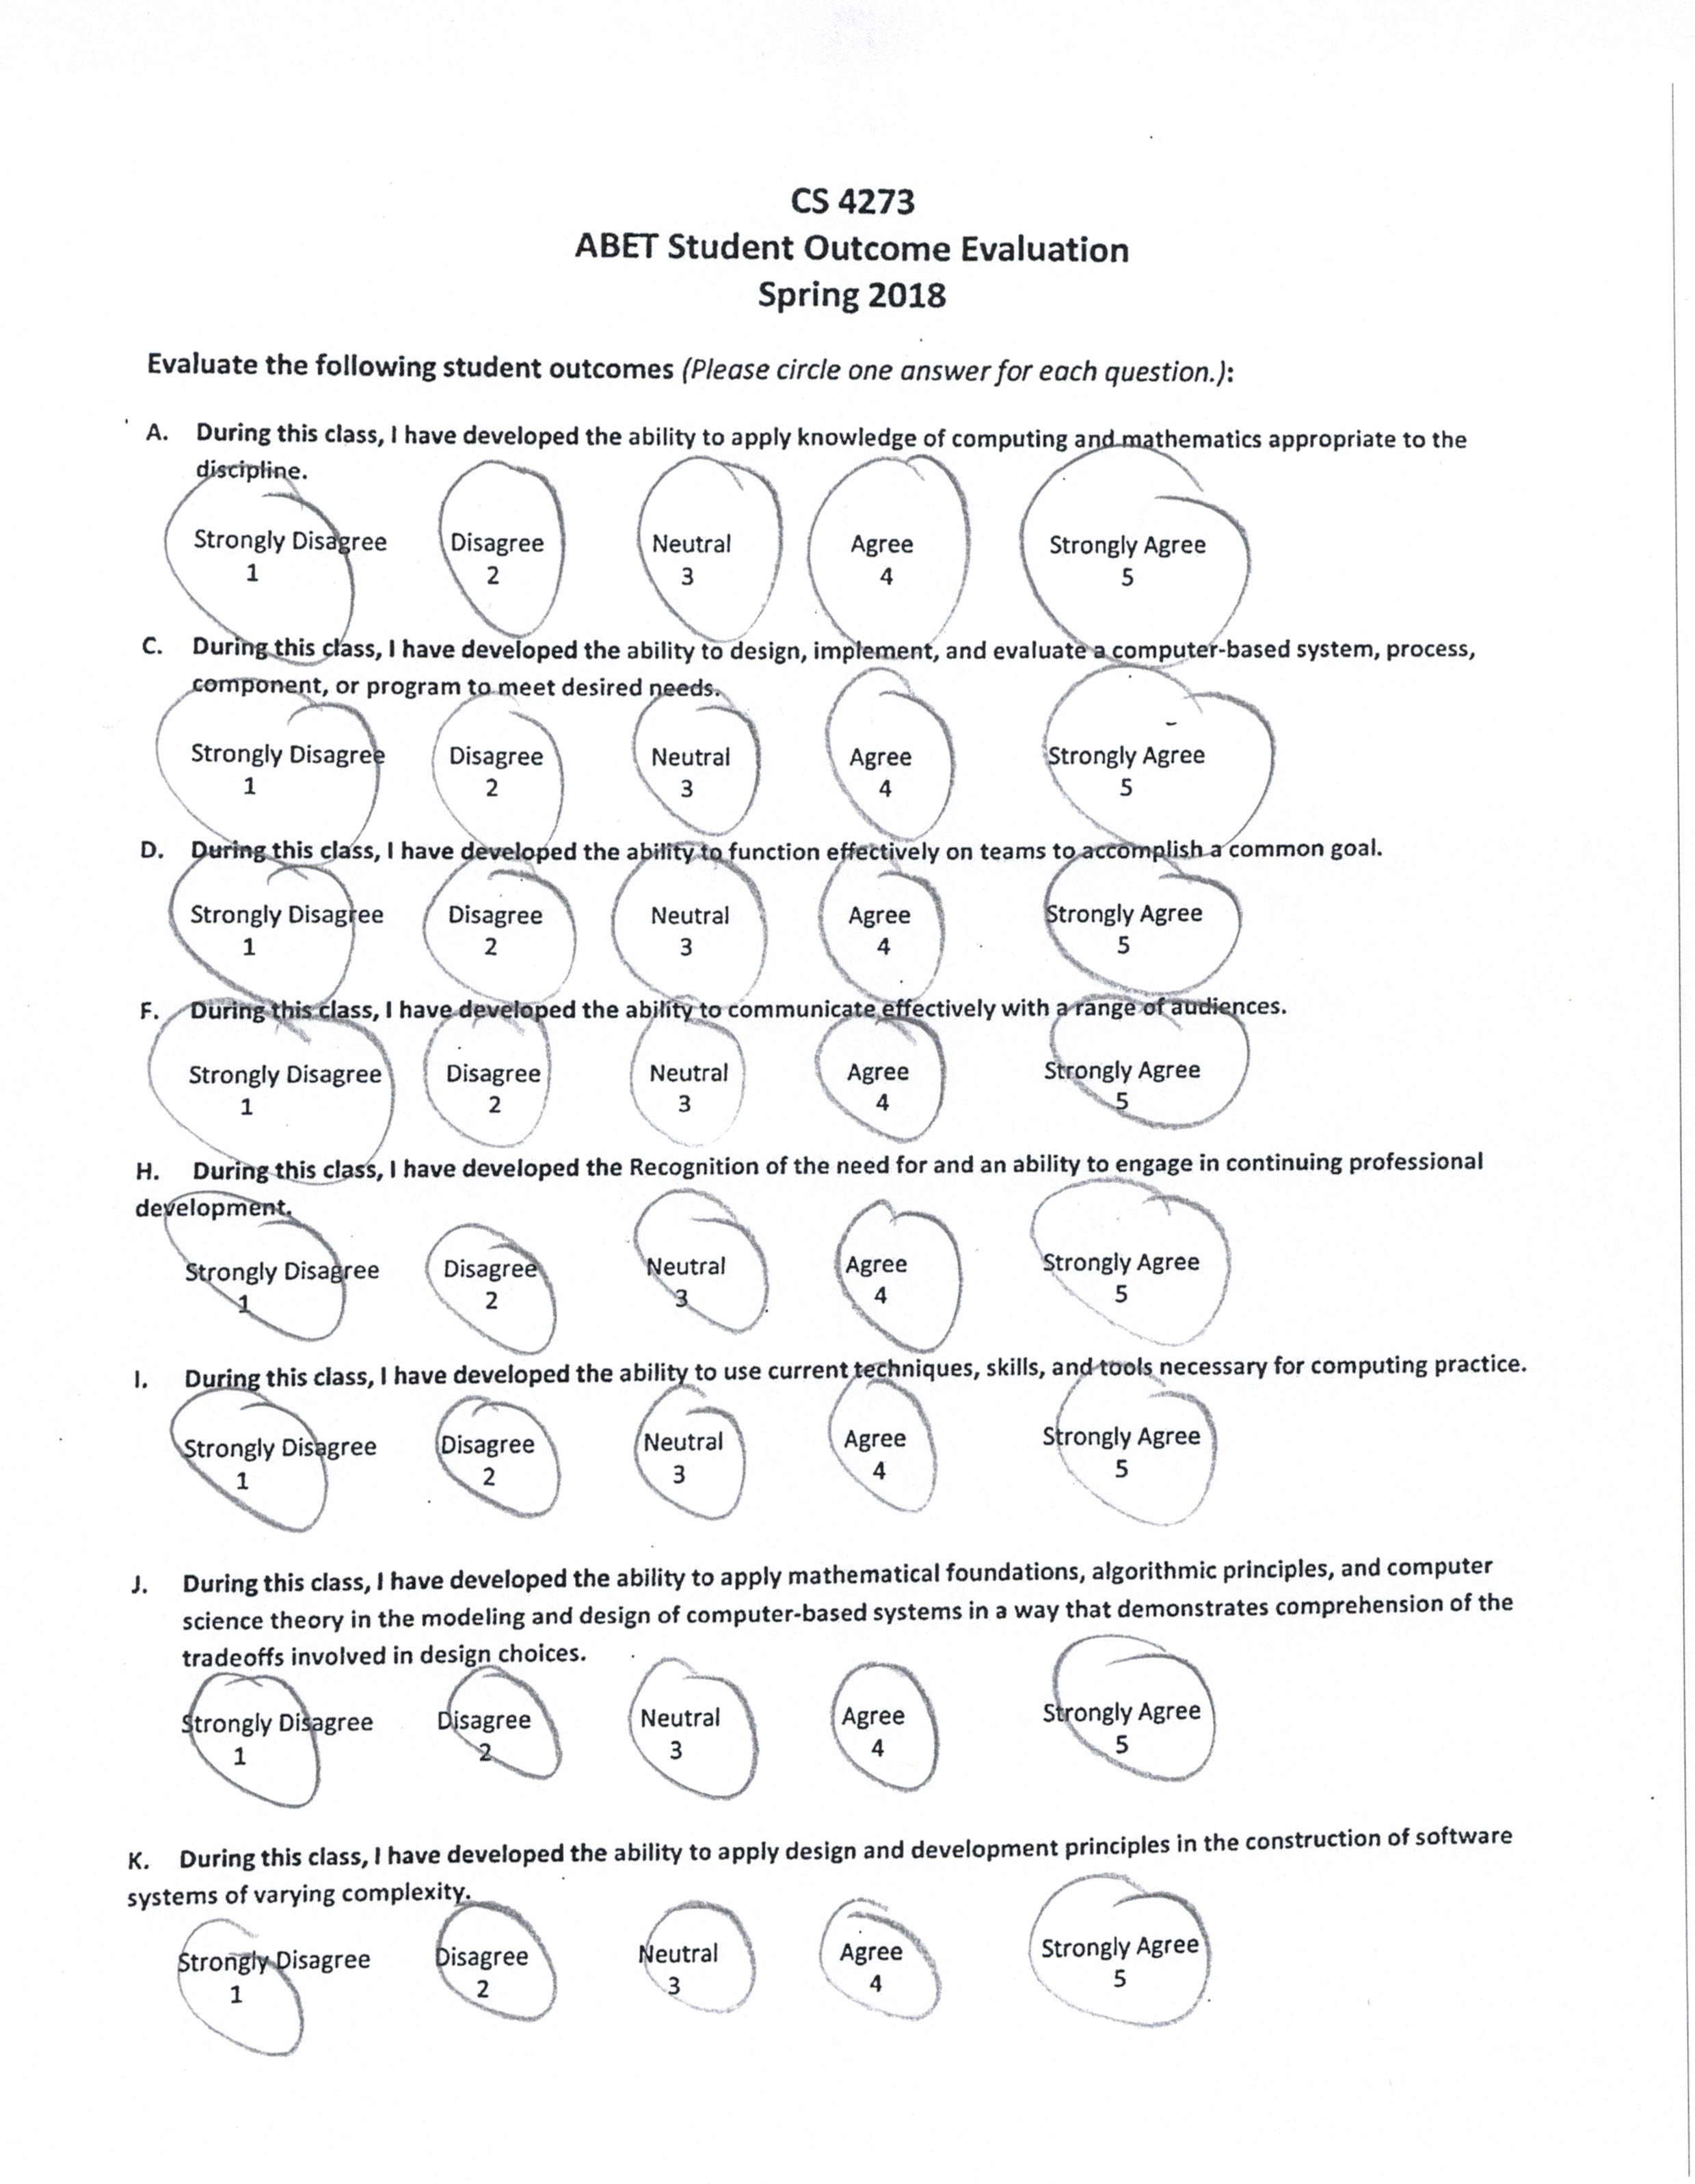 CS 4273
ABET Student Outcome Evaluation
Spring 2018
Evaluate the following student outcomes (Please circle one answer for each question.):
A. During this class, I have developed the ability to apply knowledge of computing and mathematics appropriate to the
discipline.
Strongly Disagree Disagree Neutral Agree Strongly Agree
1 2 3 4 5
C. During this class, I have developed the ability to design, implement, and evaluate a computer-based system, process,
component, or program to meet desired needs.
Strongly Disagree Disagree Neutral Agree Strongly Agree
1 2 3 4 5
D. During this class, I have developed the ability to function effectively on teams to accomplish a common goal.
Strongly Disagree Disagree Neutral Agree Strongly Agree
1 2 3 4 5
F. During this class, I have developed the ability to communicate effectively with a range of audiences.
Strongly Disagree Disagree Neutral Agree Strongly Agree
1 2 3 4 5
H. During this class, I have developed the Recognition of the need for and an ability to engage in continuing professional
development.
Strongly Disagree Disagree Neutral Agree Strongly Agree
1 2 3 4 5
I. During this class, I have developed the ability to use current techniques, skills, and tools necessary for computing practice.
Strongly Disagree Disagree Neutral Agree Strongly Agree
1 2 3 4 5
J. During this class, I have developed the ability to apply mathematical foundations, algorithmic principles, and computer
science theory in the modeling and design of computer-based systems in a way that demonstrates comprehension of the
tradeoffs involved in design choices.
Strongly Disagree Disagree Neutral Agree Strongly Agree
1 2 3 4 5
K. During this class, I have developed the ability to apply design and development principles in the construction of software
systems of varying complexity.
Strongly Disagree Disagree Neutral Agree Strongly Agree
1 2 3 4 5